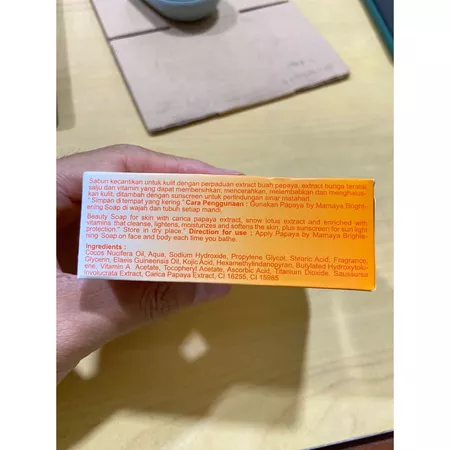 Sabun kecantikan untuk kulit dengan perpaduan extract buah papaya, extract bunga teratai
salju dan vitamin yang dapat membersihkan, mencerahkan, melembabkan dan menghalus-
kan kulit, ditambah dengan sunscreen untuk perlindungan sinar matahari.
" Simpan di tempat yang kering " Cara Penggunaan : Gunakan Papaya by Mamaya Bright-
ening Soap di wajah dan tubuh setiap mandi.
Beauty Soap for skin with carica papaya extract, snow lotus extract and enriched with
vitamins that cleanse, lightens, moisturizes and softens the skin, plus sunscreen for sun light
protection " Store in dry place " Direction for use : Apply Papaya by Mamaya Brighte-
ning Soap on face and body each time you bathe.
Ingredients :
Cocos Nucifera Oil, Aqua, Sodium Hydroxide, Propylene Glycol, Stearic Acid, Fragrance,
Glycerin, Elaeis Guineensis Oil, Kojic Acid, Hexamethylindanopyran, Butylated Hydroxytolu-
ene, Vitamin A Acetate, Tocopheryl Acetate, Ascorbic Acid, Titanium Dioxide, Saussurea
Involucrata Extract, Carica Papaya Extract, CI 16255, CI 15985